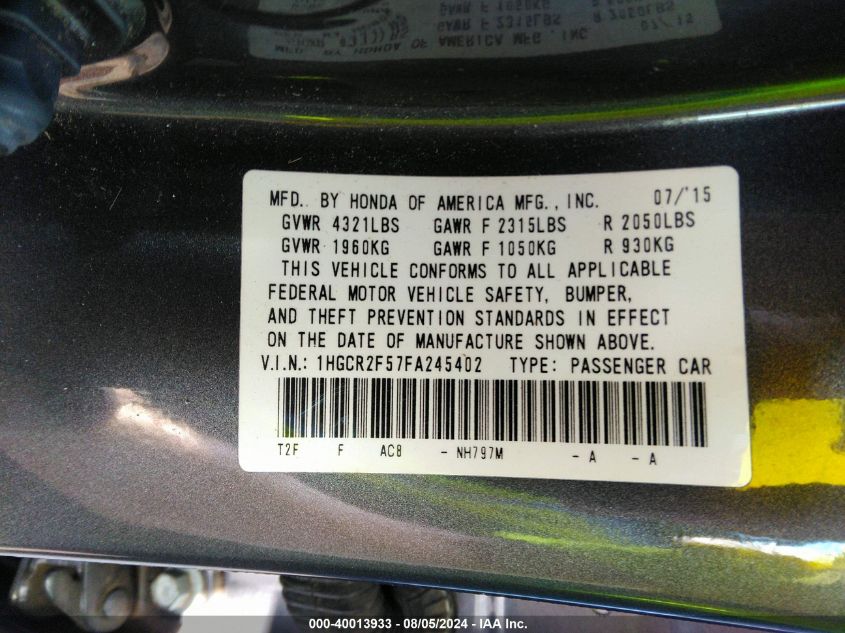 MFD. BY HONDA OF AMERICA MFG., INC. 07/'15
GVWR 4321LBS GAWR F 2315LBS R 2050LBS
GVWR 1960KG GAWR F 1050KG R 930KG
THIS VEHICLE CONFORMS TO ALL APPLICABLE
FEDERAL MOTOR VEHICLE SAFETY, BUMPER,
AND THEFT PREVENTION STANDARDS IN EFFECT
ON THE DATE OF MANUFACTURE SHOWN ABOVE.
V.I.N.: 1HGCR2F57FA245402 TYPE: PASSENGER CAR
T2F F AC8 - NH797M - A - A
000-40013933 - 08/05/2024 - IAA Inc.